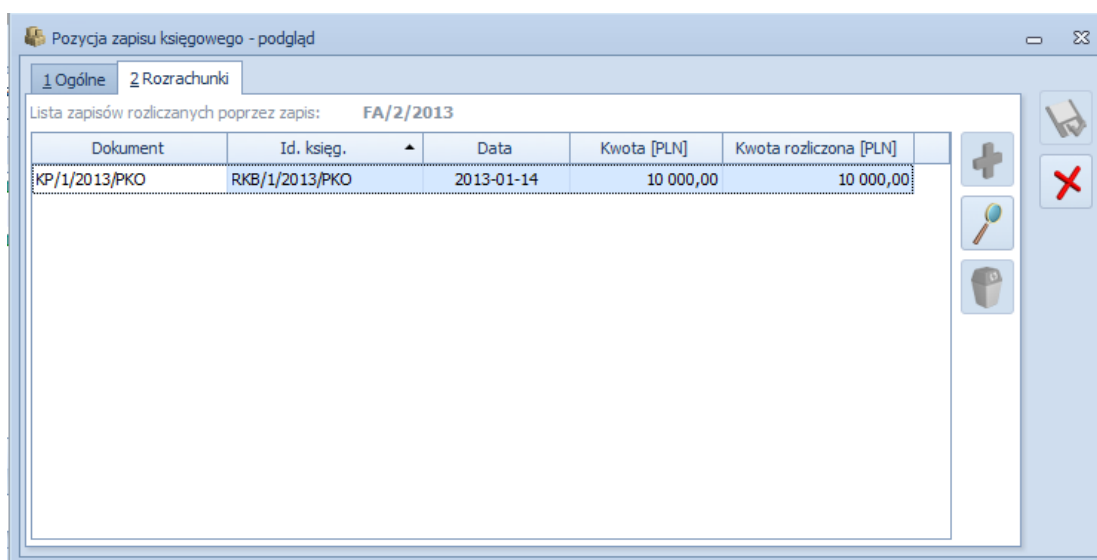 Pozycja zapisu księgowego - podgląd
1 Ogólne 2 Rozrachunki
Lista zapisów rozliczanych poprzez zapis: FA/2/2013
Dokument Id. księg. Data Kwota [PLN] Kwota rozliczona [PLN]
KP/1/2013/PKO RKB/1/2013/PKO 2013-01-14 10 000,00 10 000,00